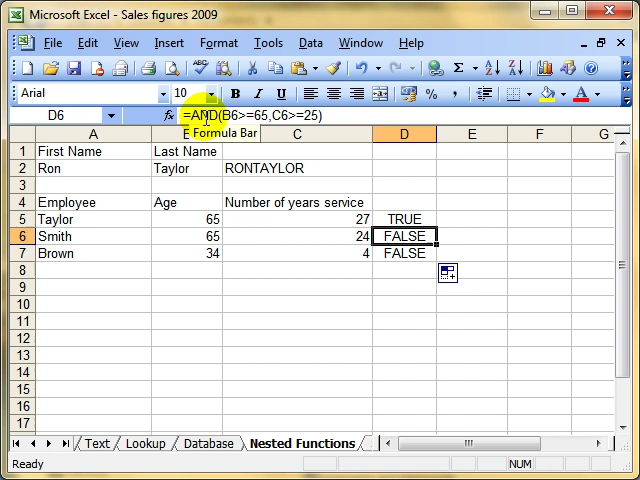 Microsoft Excel - Sales figures 2009
File Edit View Insert Format Tools Data Window Help
Arial 10 B
D6 fx =AND(B6>=65,C6>=25)
Formula Bar
A B C D E F G
1 First Name Last Name
2 Ron Taylor RONTAYLOR
3
4 Employee Age Number of years service
5 Taylor 65 27 TRUE
6 Smith 65 24 FALSE
7 Brown 34 4 FALSE
8
9
10
11
12
13
14
15
16
17
Text Lookup Database Nested Functions
Ready NUM